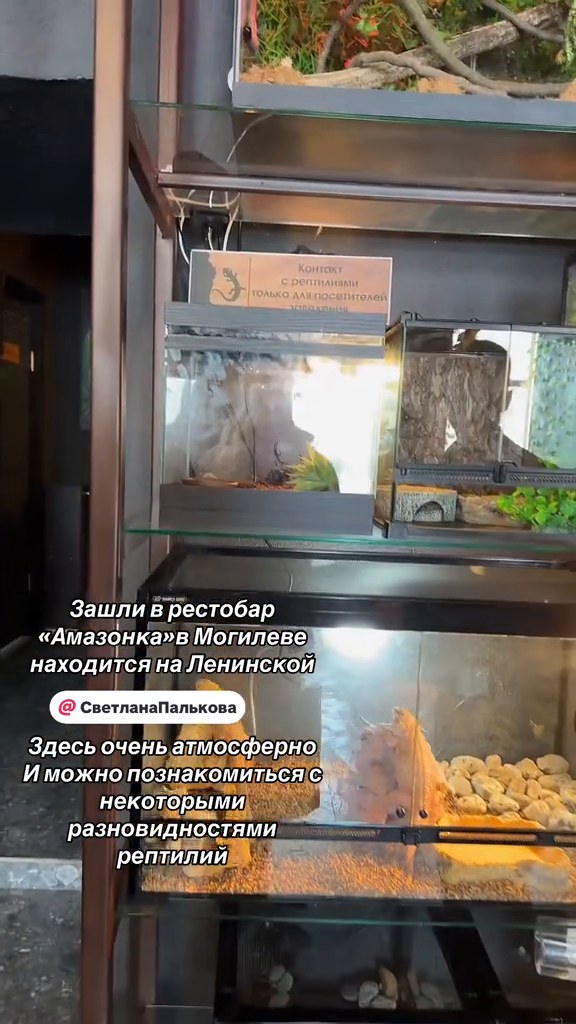 Контакт
с рептилиями
только для посетителей
заведения
Зашли в рестобар
«Амазонка»в Могилеве
находится на Ленинской
@ СветланаПалькова
Здесь очень атмосферно
И можно познакомиться с
некоторыми
разновидностями
рептилий